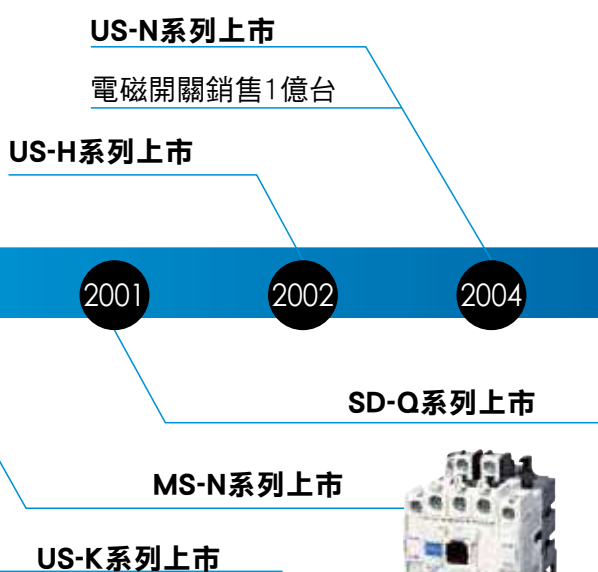 US-N系列上市
電磁開關銷售1億台
US-H系列上市
2001
2002
2004
SD-Q系列上市
MS-N系列上市
US-K系列上市